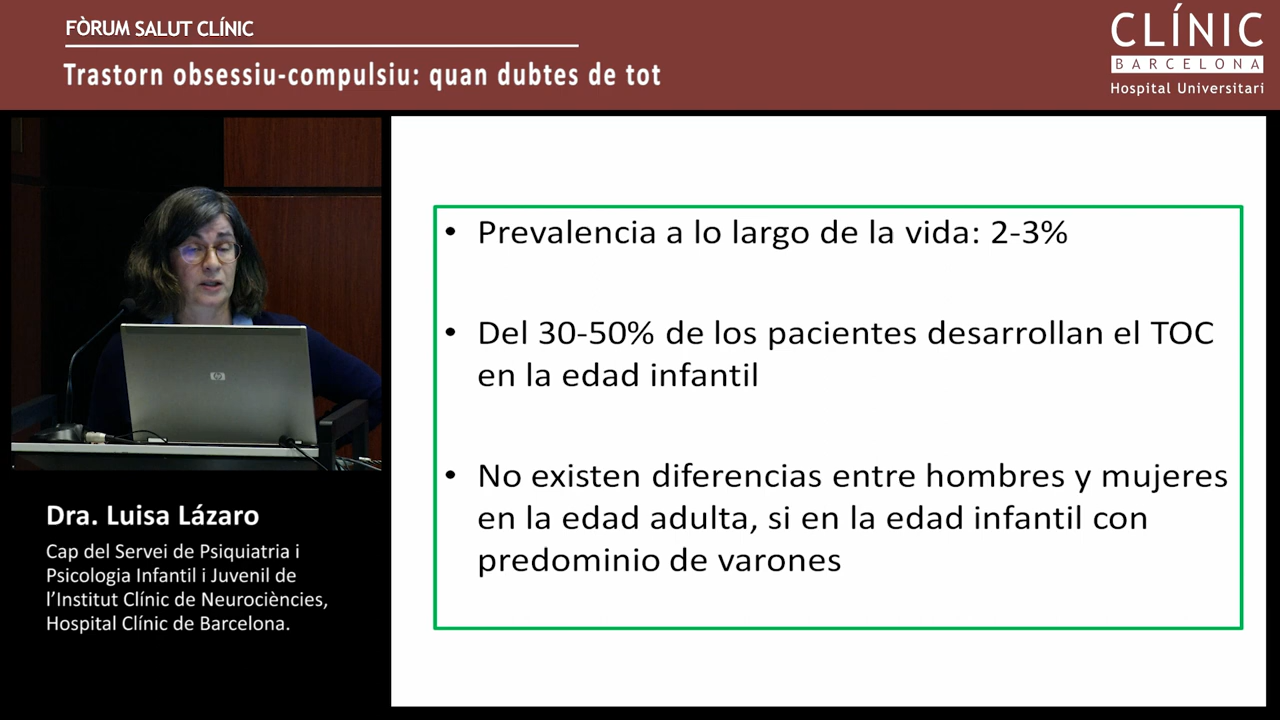 FÒRUM SALUT CLÍNIC
Trastorn obsessiu-compulsiu: quan dubtes de tot
CLÍNIC
BARCELONA
Hospital Universitari
• Prevalencia a lo largo de la vida: 2-3%
• Del 30-50% de los pacientes desarrollan el TOC
en la edad infantil
• No existen diferencias entre hombres y mujeres
en la edad adulta, si en la edad infantil con
predominio de varones
hp
Dra. Luisa Lázaro
Cap del Servei de Psiquiatria i
Psicologia Infantil i Juvenil de
l’Institut Clínic de Neurociències,
Hospital Clínic de Barcelona.